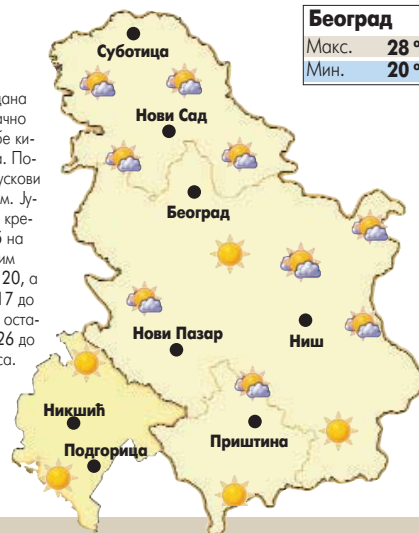 Београд
Макс. 28°
Мин. 20°
Суботица
Нови Сад
Београд
Нови Пазар
Ниш
Никшић
Подгорица
Приштина
дана
ачно
бе ки-
а. По-
ускови
м. Ју-
кре-
на
им
20, а
17 до
оста-
26 до
са.